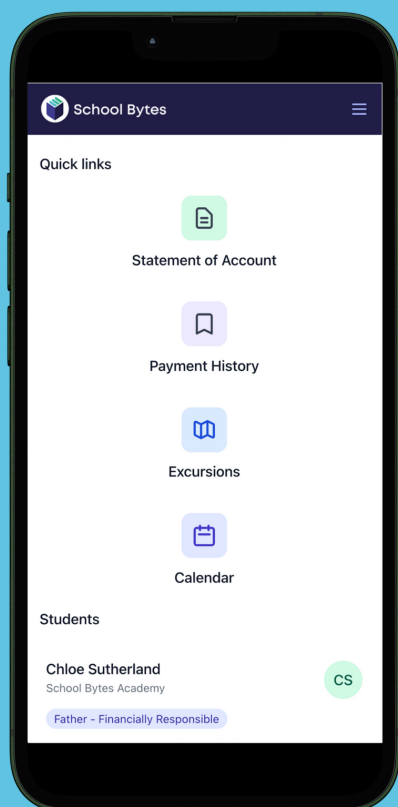 School Bytes
Quick links
Statement of Account
Payment History
Excursions
Calendar
Students
Chloe Sutherland
School Bytes Academy
CS
Father - Financially Responsible